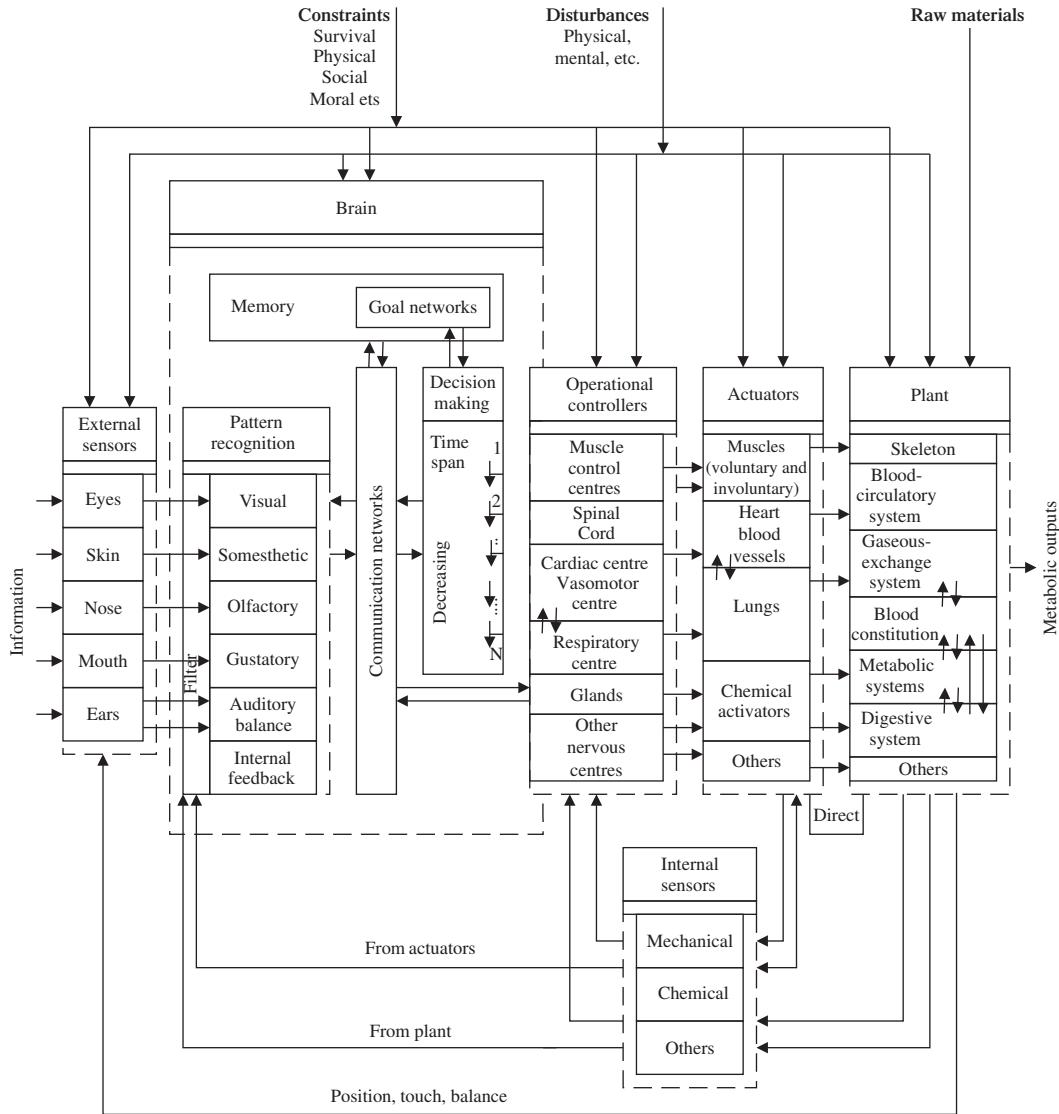 Constraints
Survival
Physical
Social
Moral ets
Disturbances
Physical,
mental, etc.
Raw materials
Brain
Memory
Goal networks
External
sensors
Eyes
Skin
Nose
Mouth
Ears
Information
Pattern
recognition
Visual
Somesthetic
Olfactory
Gustatory
Auditory
balance
Internal
feedback
Filter
Communication networks
Decision
making
Time
span
Decreasing
1
2
..
....
N
Operational
controllers
Muscle
control
centres
Spinal
Cord
Cardiac centre
Vasomotor
centre
Respiratory
centre
Glands
Other
nervous
centres
Actuators
Muscles
(voluntary and
involuntary)
Heart
blood
vessels
Lungs
Chemical
activators
Others
Plant
Skeleton
Blood-
circulatory
system
Gaseous-
exchange
system
Blood
constitution
Metabolic
systems
Digestive
system
Others
Metabolic outputs
Direct
Internal
sensors
Mechanical
Chemical
Others
From actuators
From plant
Position, touch, balance